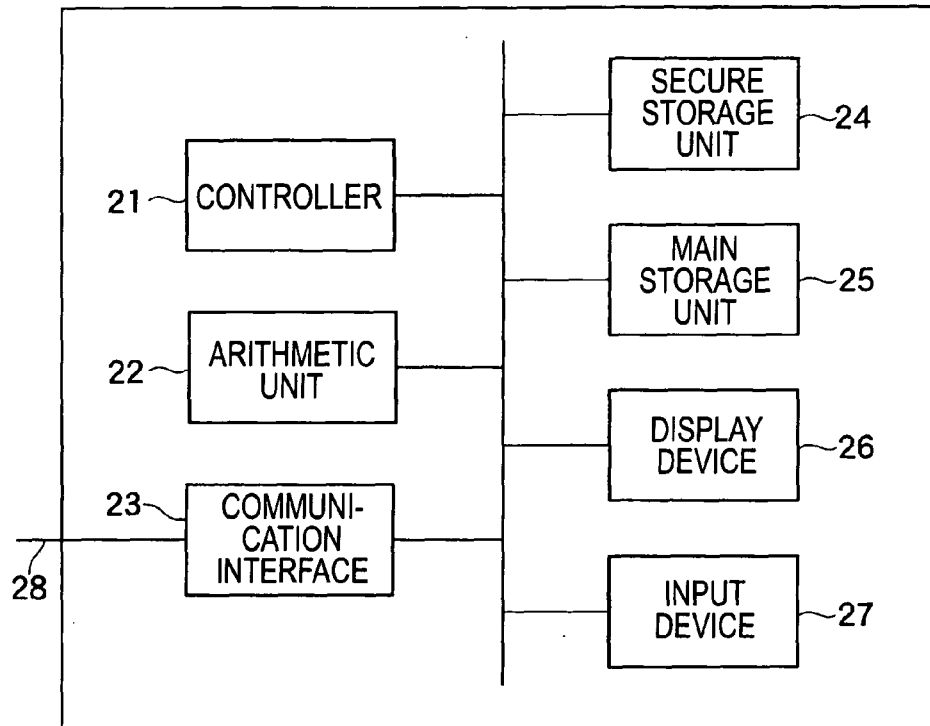 SECURE
STORAGE
UNIT
24
21
CONTROLLER
MAIN
STORAGE
UNIT
25
22
ARITHMETIC
UNIT
DISPLAY
DEVICE
26
23
COMMUNI-
CATION
INTERFACE
28
INPUT
DEVICE
27